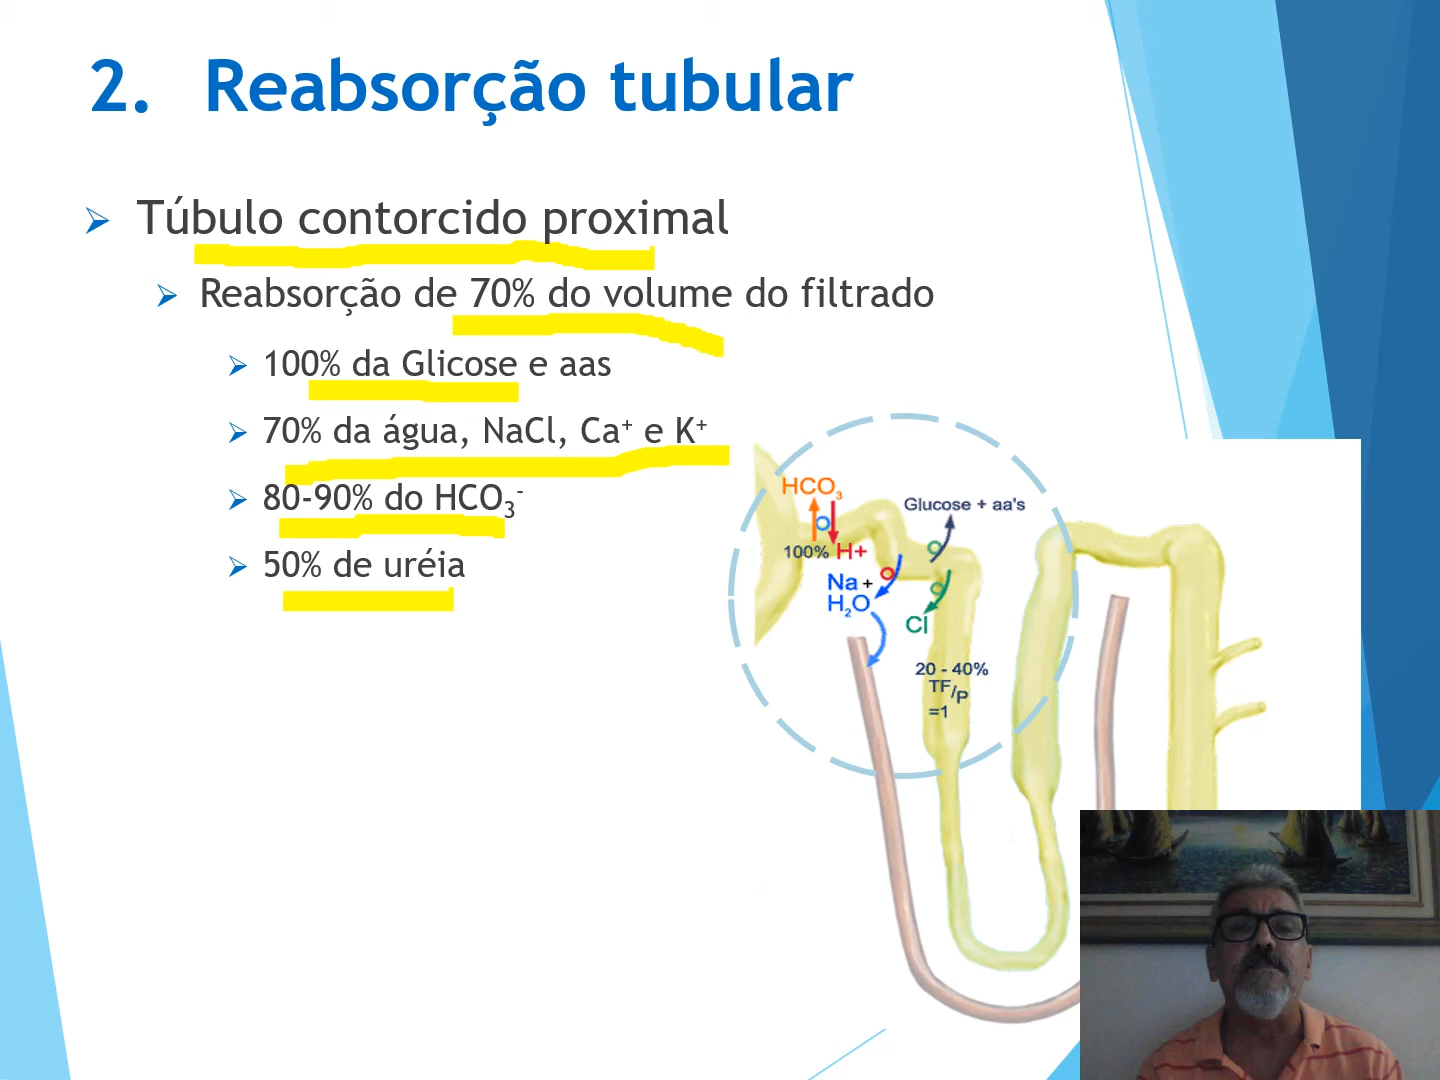 2. Reabsorção tubular
Túbulo contorcido proximal
Reabsorção de 70% do volume do filtrado
100% da Glicose e aas
70% da água, NaCl, Ca⁺ e K⁺
80-90% do HCO₃⁻
50% de uréia
HCO₃
Glucose + aa's
100% H+
Na +
H₂O
Cl
20 - 40%
TF/P
=1